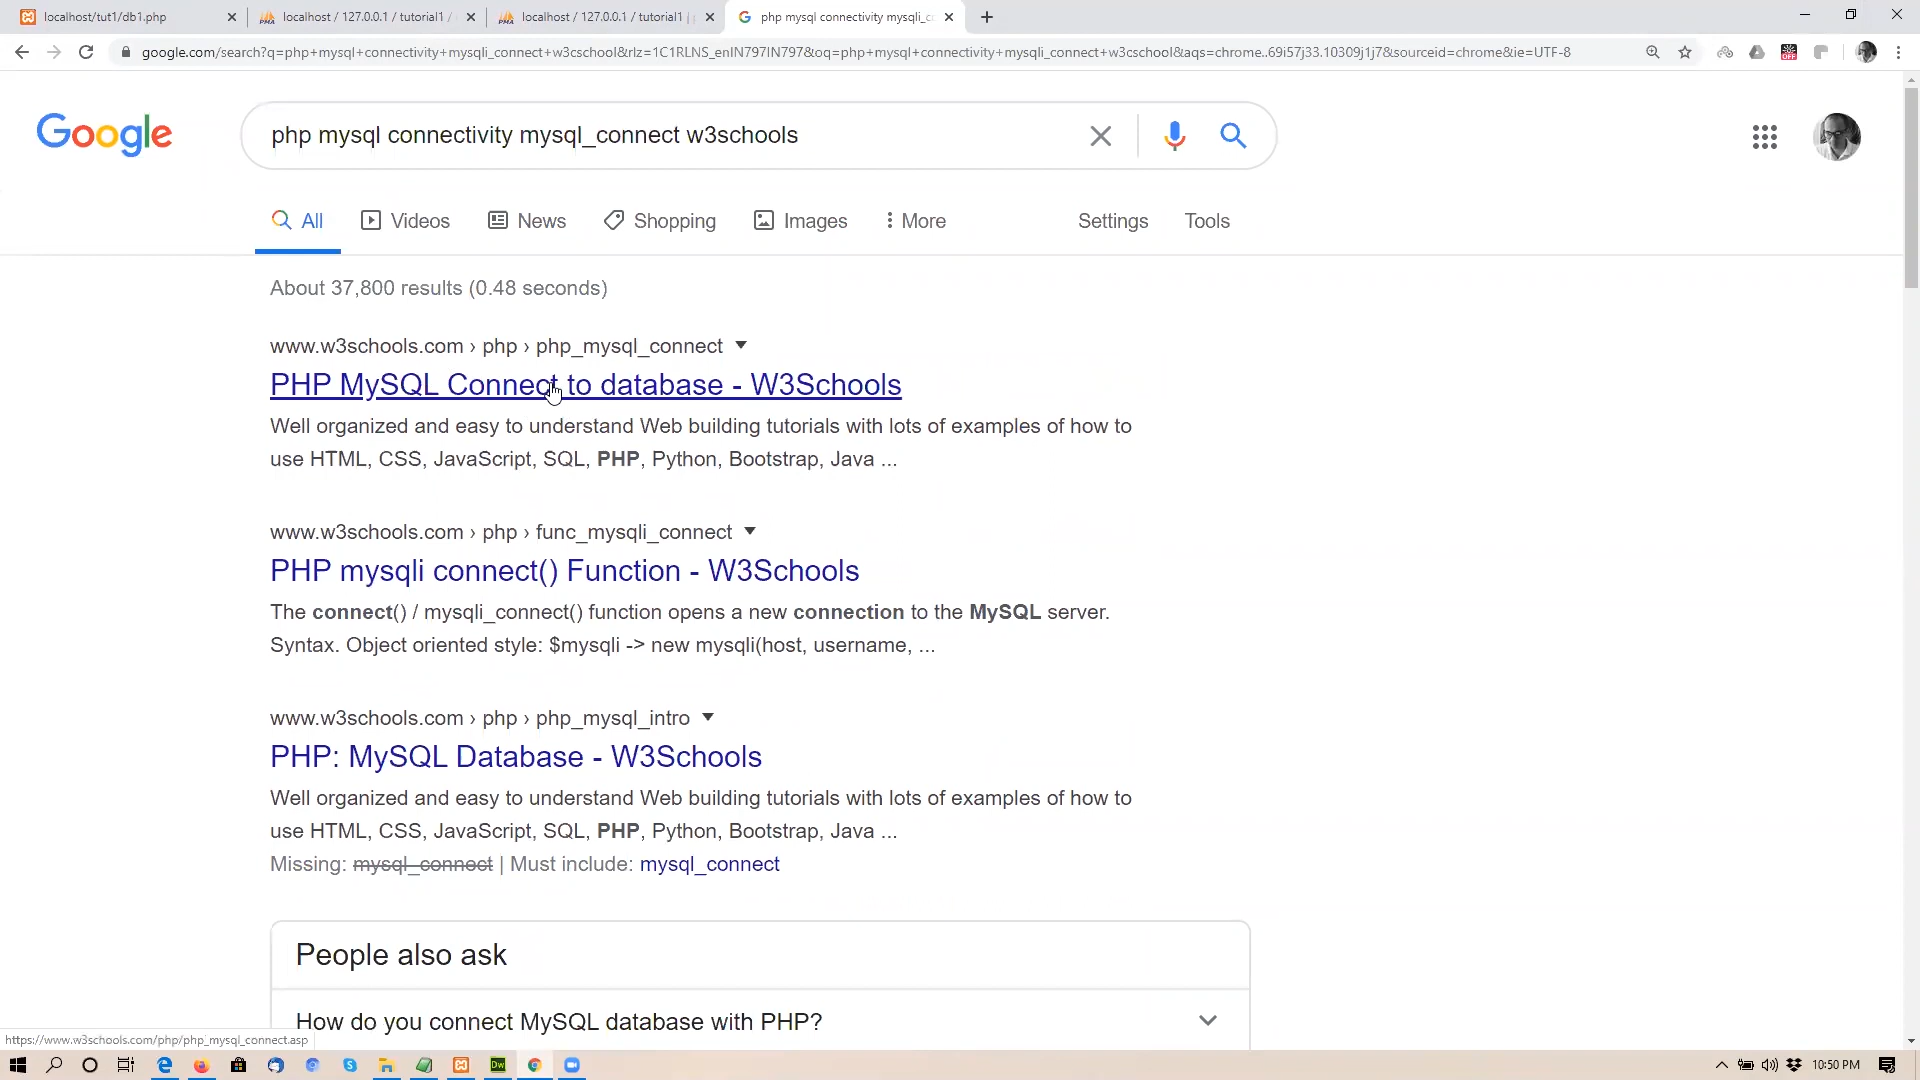 localhost/tut1/db1.php
localhost / 127.0.0.1 / tutorial1 /
localhost / 127.0.0.1 / tutorial1 |
php mysql connectivity mysqli_c
google.com/search?q=php+mysql+connectivity+mysqli_connect+w3cschool&rlz=1C1RLNS_enIN797IN797&oq=php+mysql+connectivity+mysqli_connect+w3cschool&aqs=chrome..69i57j33.10309j1j7&sourceid=chrome&ie=UTF-8
OFF
Google
php mysql connectivity mysql_connect w3schools
All
Videos
News
Shopping
Images
More
Settings
Tools
About 37,800 results (0.48 seconds)
www.w3schools.com › php › php_mysql_connect
PHP MySQL Connect to database - W3Schools
Well organized and easy to understand Web building tutorials with lots of examples of how to
use HTML, CSS, JavaScript, SQL, PHP, Python, Bootstrap, Java ...
www.w3schools.com › php › func_mysqli_connect
PHP mysqli connect() Function - W3Schools
The connect() / mysqli_connect() function opens a new connection to the MySQL server.
Syntax. Object oriented style: $mysqli -> new mysqli(host, username, ...
www.w3schools.com › php › php_mysql_intro
PHP: MySQL Database - W3Schools
Well organized and easy to understand Web building tutorials with lots of examples of how to
use HTML, CSS, JavaScript, SQL, PHP, Python, Bootstrap, Java ...
Missing: mysql_connect | Must include: mysql_connect
People also ask
How do you connect MySQL database with PHP?
https://www.w3schools.com/php/php_mysql_connect.asp
Dw
10:50 PM